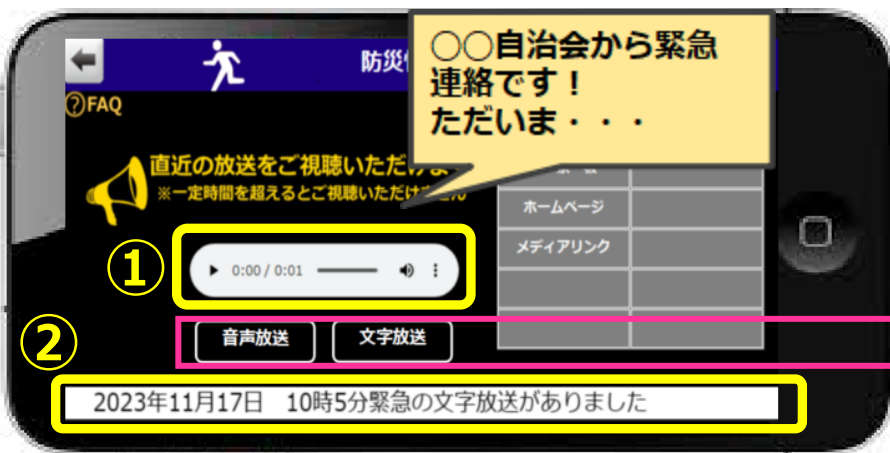 防災
○○自治会から緊急
連絡です！
ただいま・・・
?FAQ
直近の放送をご視聴いただけ
※一定時間を超えるとご視聴いただけ
ホームページ
メディアリンク
①
0:00 / 0:01
②
音声放送
文字放送
2023年11月17日 10時5分緊急の文字放送がありました